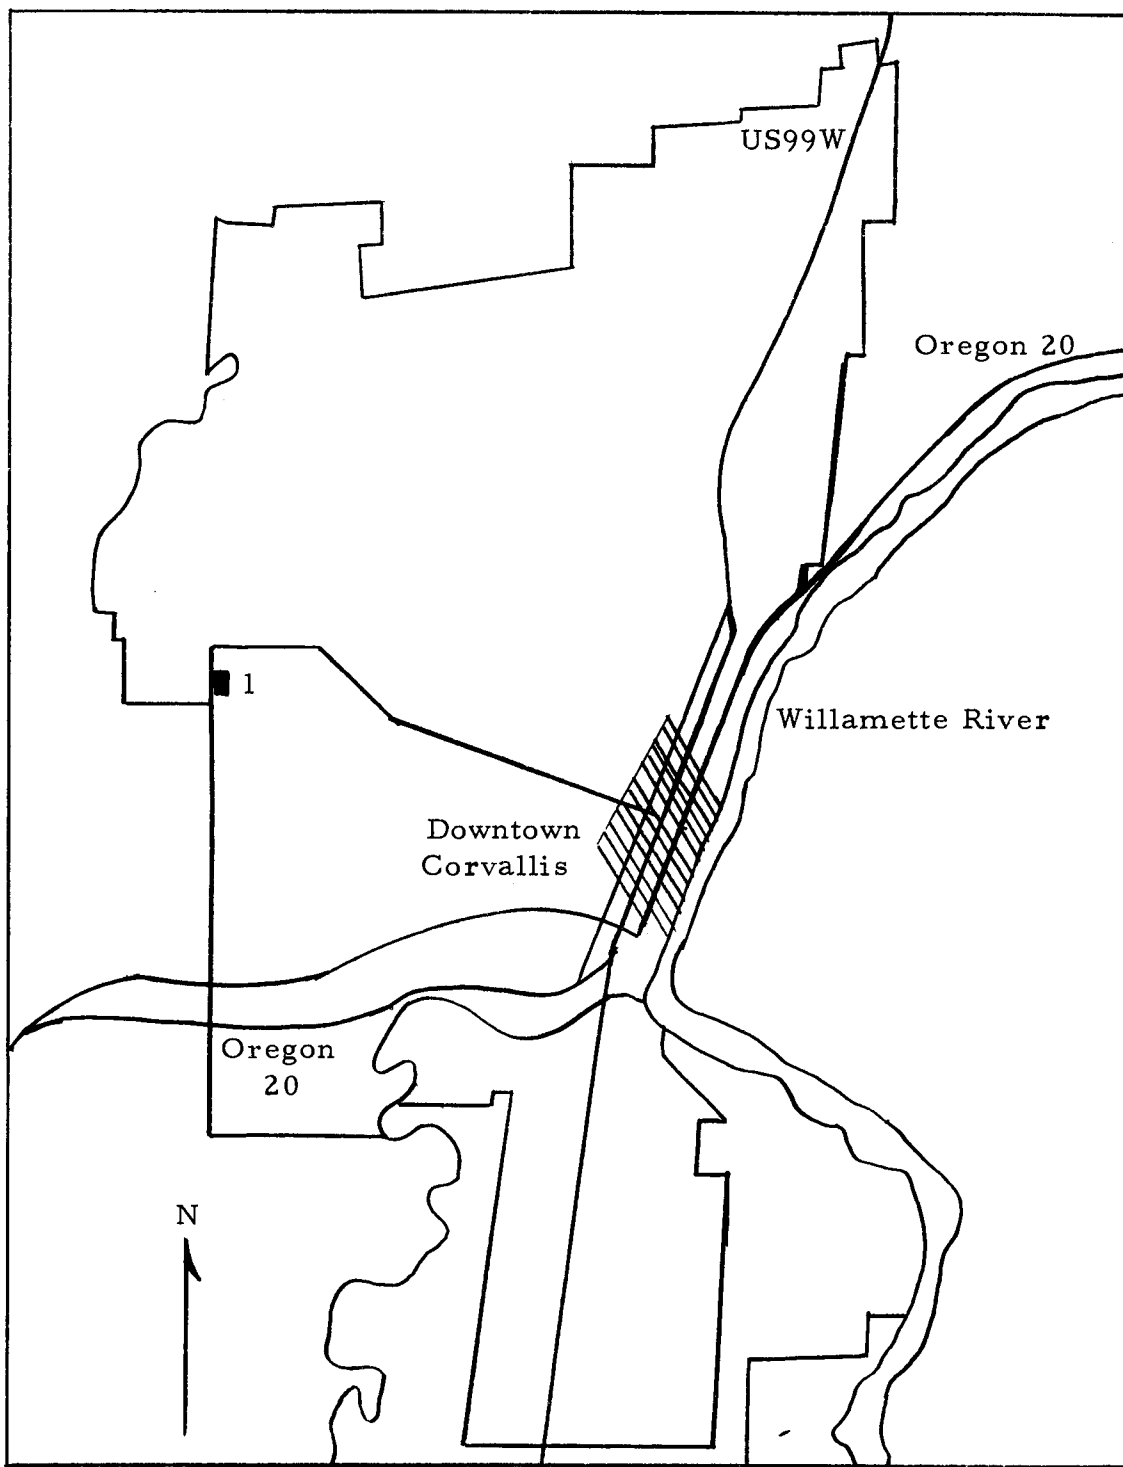 US99W
Oregon 20
1
Willamette River
Downtown
Corvallis
Oregon
20
N